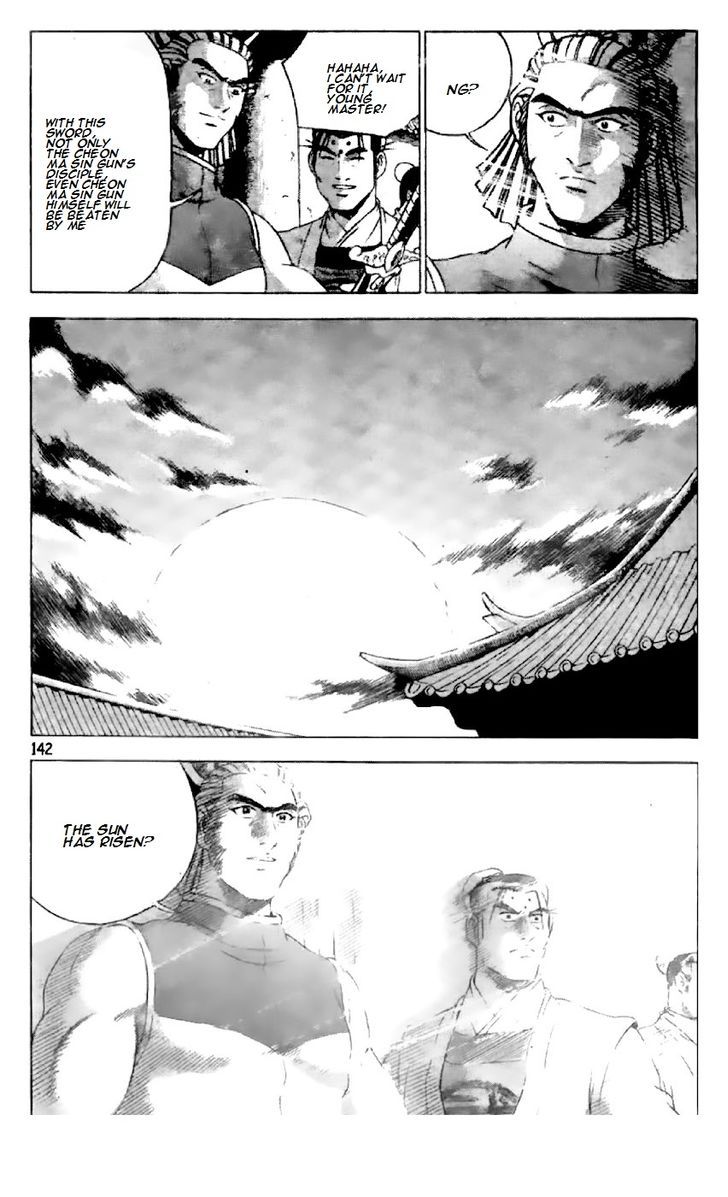 WITH THIS
SWORD,
NOT ONLY
THE CHEON
MA SIN GUN'S
DISCIPLE,
EVEN CHEON
MA SIN GUN
HIMSELF WILL
BE BEATEN
BY ME
HAHAHA,
I CAN'T WAIT
FOR IT,
YOUNG
MASTER!
NG?
142
THE SUN
HAS RISEN?